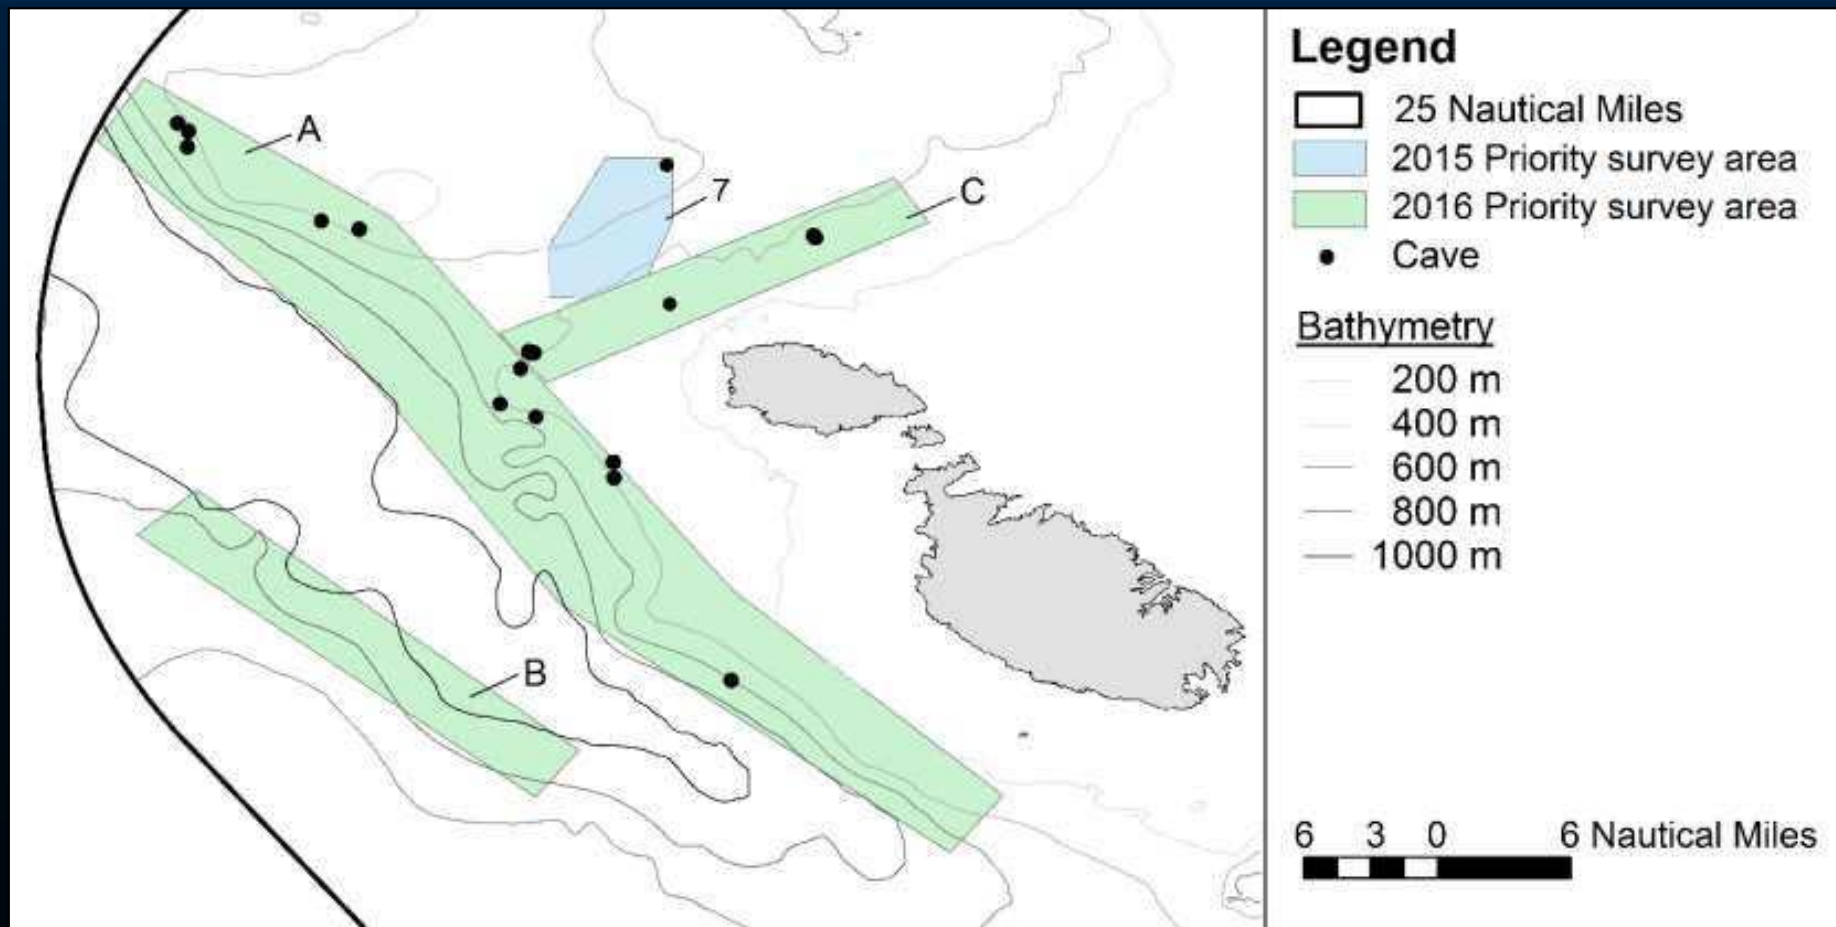 A
7
C
B
Legend
25 Nautical Miles
2015 Priority survey area
2016 Priority survey area
Cave
Bathymetry
200 m
400 m
600 m
800 m
1000 m
6 3 0 6 Nautical Miles